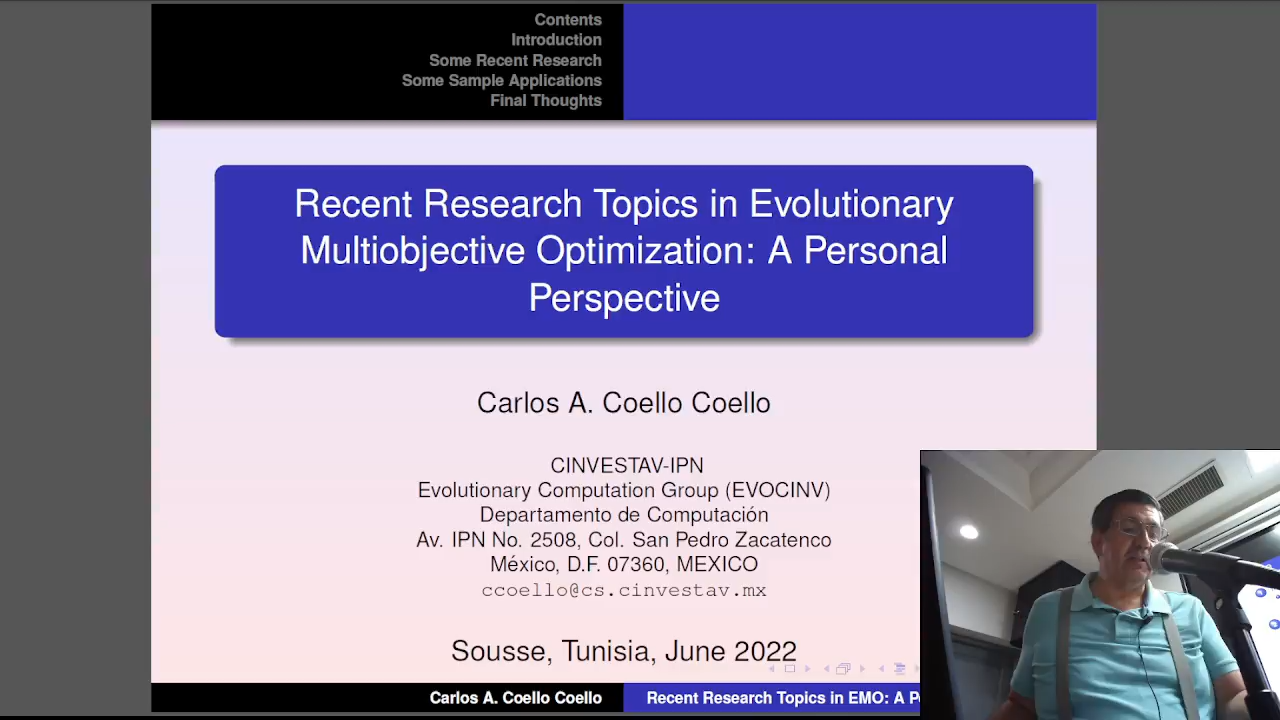 Contents
Introduction
Some Recent Research
Some Sample Applications
Final Thoughts
Recent Research Topics in Evolutionary
Multiobjective Optimization: A Personal
Perspective
Carlos A. Coello Coello
CINVESTAV-IPN
Evolutionary Computation Group (EVOCINV)
Departamento de Computación
Av. IPN No. 2508, Col. San Pedro Zacatenco
México, D.F. 07360, MEXICO
ccoello@cs.cinvestav.mx
Sousse, Tunisia, June 2022
Carlos A. Coello Coello
Recent Research Topics in EMO: A P